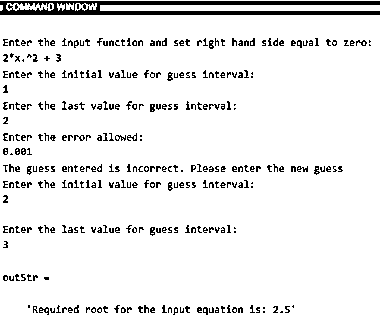 COMMAND WINDOW
Enter the input function and set right hand side equal to zero:
2*x.^2 + 3
Enter the initial value for guess interval:
1
Enter the last value for guess interval:
2
Enter the error allowed:
0.001
The guess entered is incorrect. Please enter the new guess
Enter the initial value for guess interval:
2
Enter the last value for guess interval:
3
outStr =
'Required root for the input equation is: 2.5'